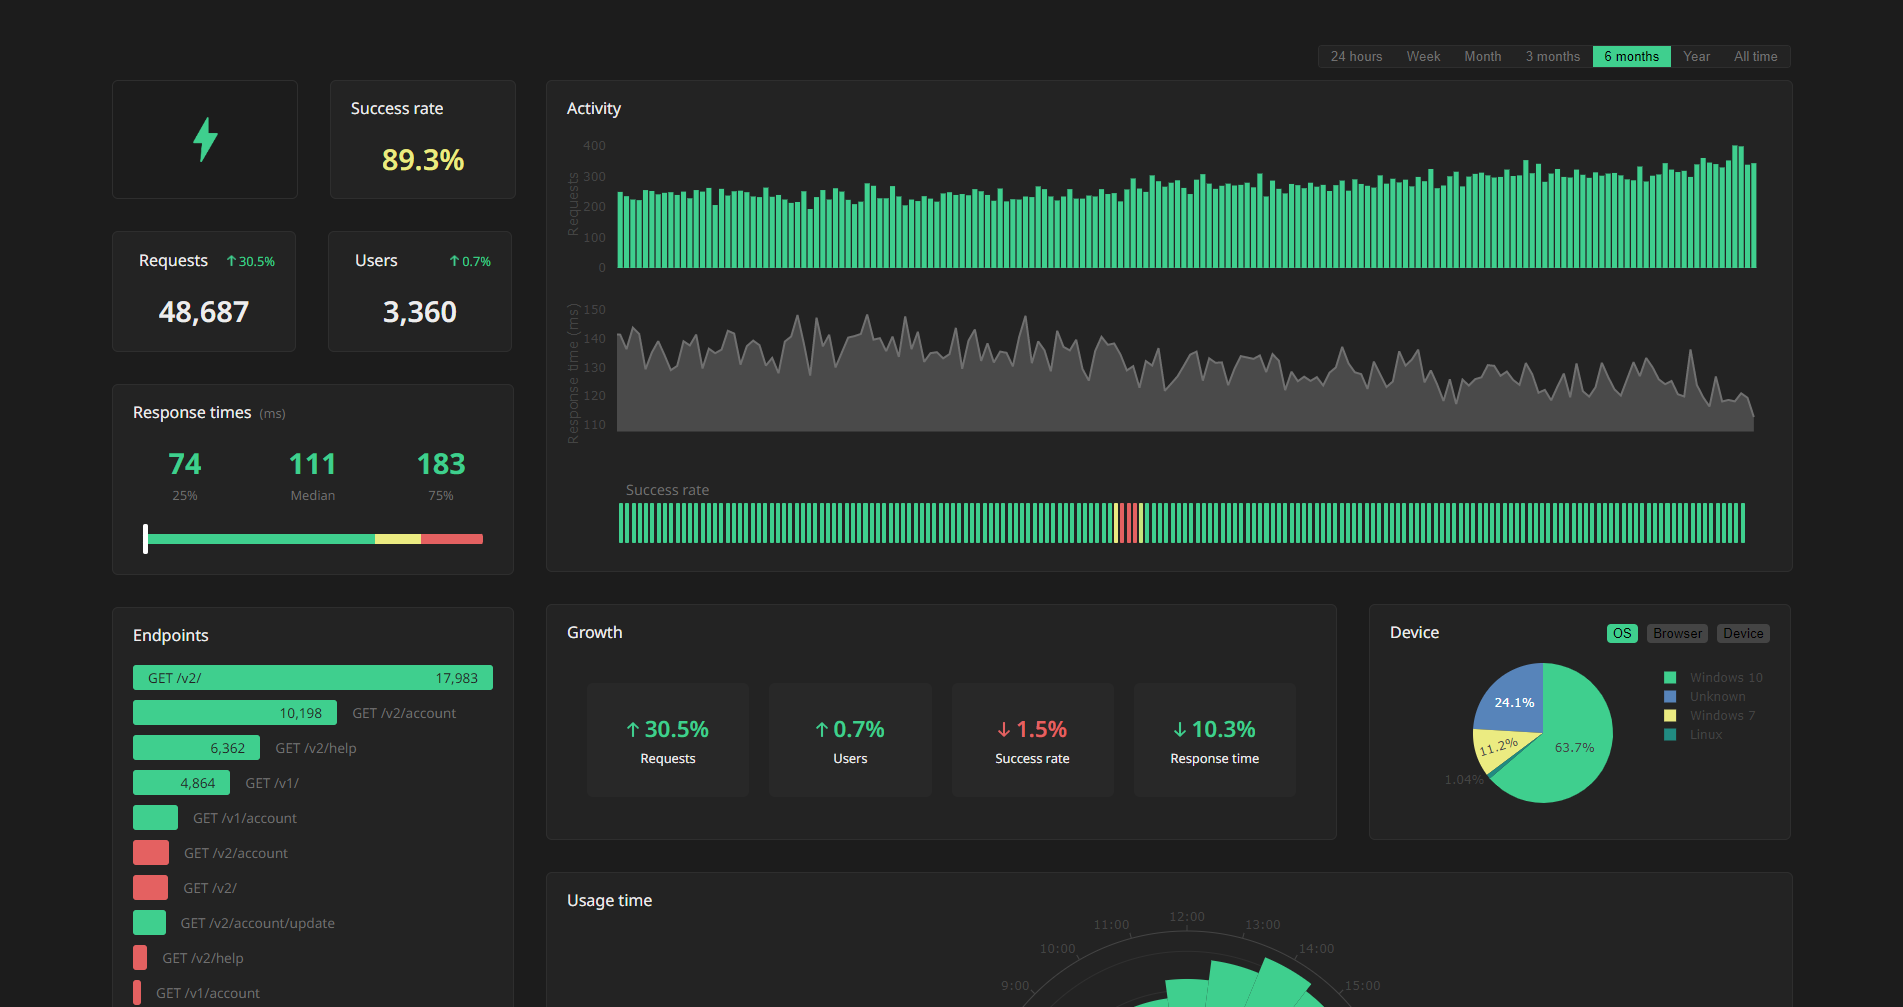 24 hours Week Month 3 months 6 months Year All time
Success rate
89.3%
Requests 30.5%
48,687
Users 0.7%
3,360
Response times (ms)
74 111 183
25% Median 75%
Endpoints
GET /v2/ 17,983
10,198 GET /v2/account
6,362 GET /v2/help
4,864 GET /v1/
GET /v1/account
GET /v2/account
GET /v2/
GET /v2/account/update
GET /v2/help
GET /v1/account
Activity
Requests
400
300
200
100
0
Response time (ms)
150
140
130
120
110
Success rate
Growth
30.5%
Requests
0.7%
Users
1.5%
Success rate
10.3%
Response time
Device
OS Browser Device
24.1%
11.2%
63.7%
1.04%
Windows 10
Unknown
Windows 7
Linux
Usage time
9:00
10:00
11:00
12:00
13:00
14:00
15:00